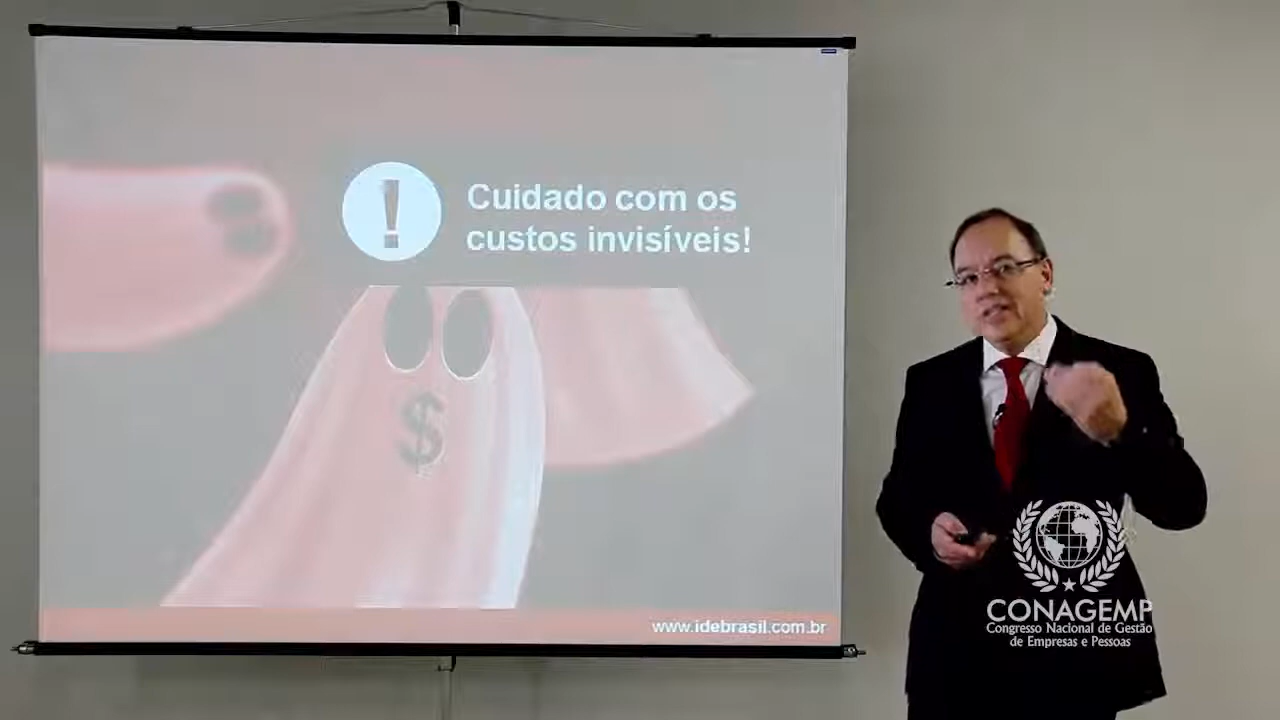 !
Cuidado com os
custos invisíveis!
$
www.idebrasil.com.br
CONAGEMP
Congresso Nacional de Gestão
de Empresas e Pessoas